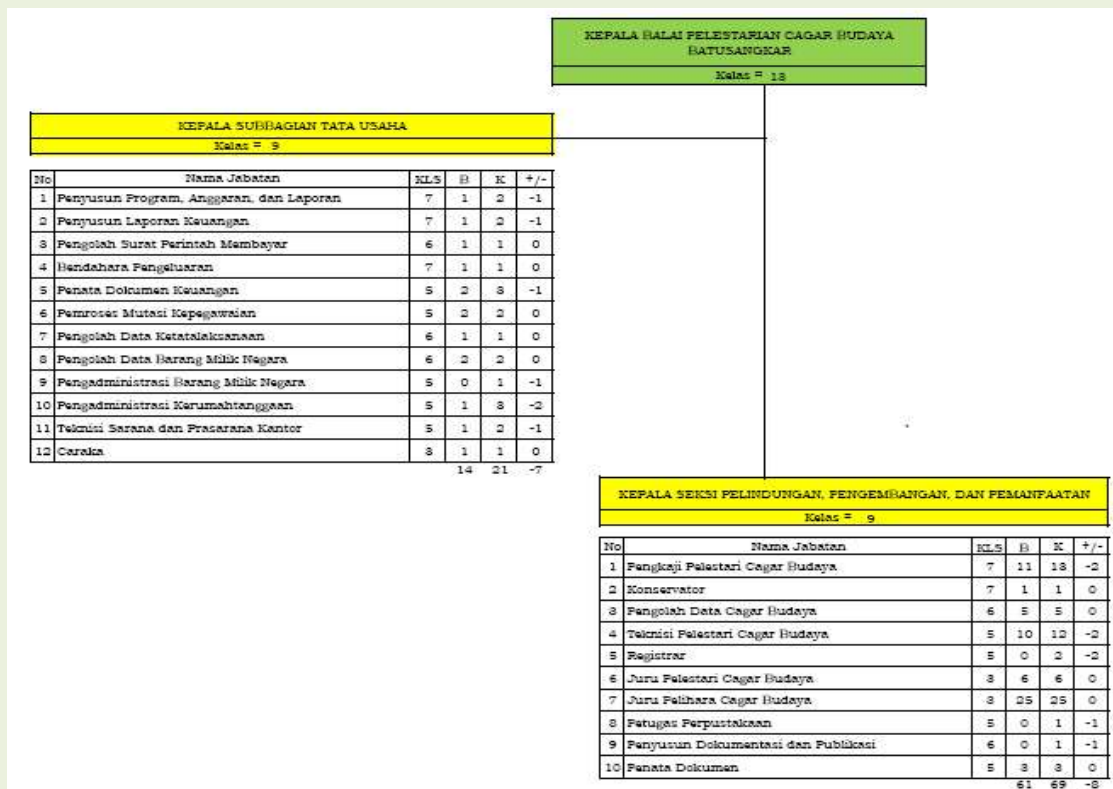 KEPALA BALAI PELESTARIAN CAGAR BUDAYA
BATUSANGKAR
Kelas = 13
KEPALA SUBBAGIAN TATA USAHA
Kelas = 9
No Nama Jabatan KLS B K +/-
1 Penyusun Program, Anggaran, dan Laporan 7 1 2 -1
2 Penyusun Laporan Keuangan 7 1 2 -1
3 Pengolah Surat Perintah Membayar 6 1 1 0
4 Bendahara Pengeluaran 7 1 1 0
5 Penata Dokumen Keuangan 5 2 3 -1
6 Pemroses Mutasi Kepegawaian 5 2 2 0
7 Pengolah Data Ketatalaksanaan 6 1 1 0
8 Pengolah Data Barang Milik Negara 6 2 2 0
9 Pengadministrasi Barang Milik Negara 5 0 1 -1
10 Pengadministrasi Kerumahtanggaan 5 1 3 -2
11 Teknisi Sarana dan Prasarana Kantor 5 1 2 -1
12 Caraka 3 1 1 0
14 21 -7
KEPALA SEKSI PELINDUNGAN, PENGEMBANGAN, DAN PEMANFAATAN
Kelas = 9
No Nama Jabatan KLS B K +/-
1 Pengkaji Pelestari Cagar Budaya 7 11 13 -2
2 Konservator 7 1 1 0
3 Pengolah Data Cagar Budaya 6 5 5 0
4 Teknisi Pelestari Cagar Budaya 5 10 12 -2
5 Registrar 5 0 2 -2
6 Juru Pelestari Cagar Budaya 3 6 6 0
7 Juru Pelihara Cagar Budaya 3 25 25 0
8 Petugas Perpustakaan 5 0 1 -1
9 Penyusun Dokumentasi dan Publikasi 6 0 1 -1
10 Penata Dokumen 5 3 3 0
61 69 -8